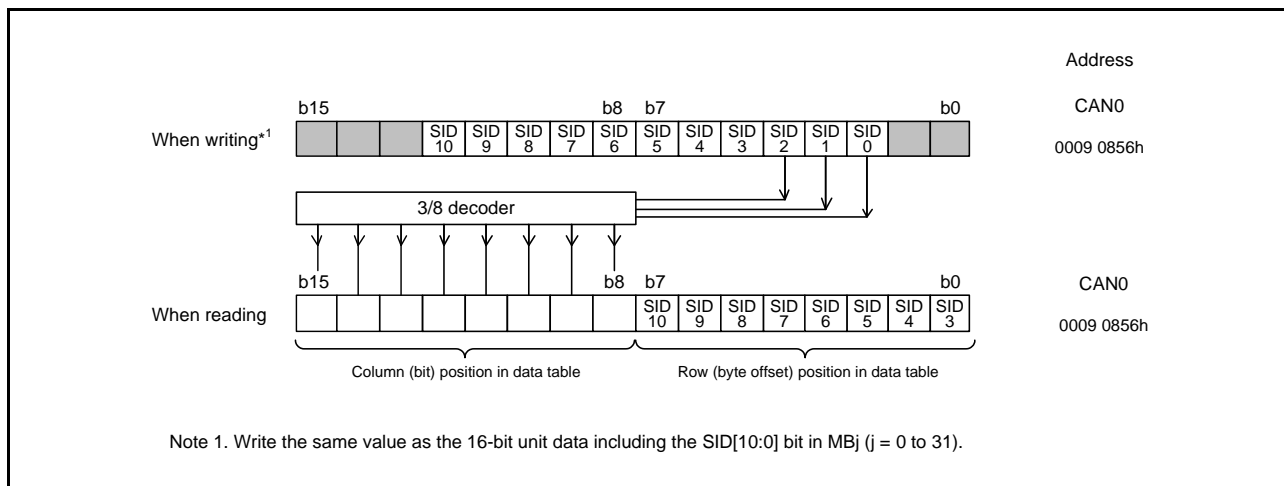 Address
b15 b8 b7 b0 CAN0
When writing*1 SID 10 SID 9 SID 8 SID 7 SID 6 SID 5 SID 4 SID 3 SID 2 SID 1 SID 0 0009 0856h
3/8 decoder
b15 b8 b7 b0 CAN0
When reading SID 10 SID 9 SID 8 SID 7 SID 6 SID 5 SID 4 SID 3 0009 0856h
Column (bit) position in data table Row (byte offset) position in data table
Note 1. Write the same value as the 16-bit unit data including the SID[10:0] bit in MBj (j = 0 to 31).